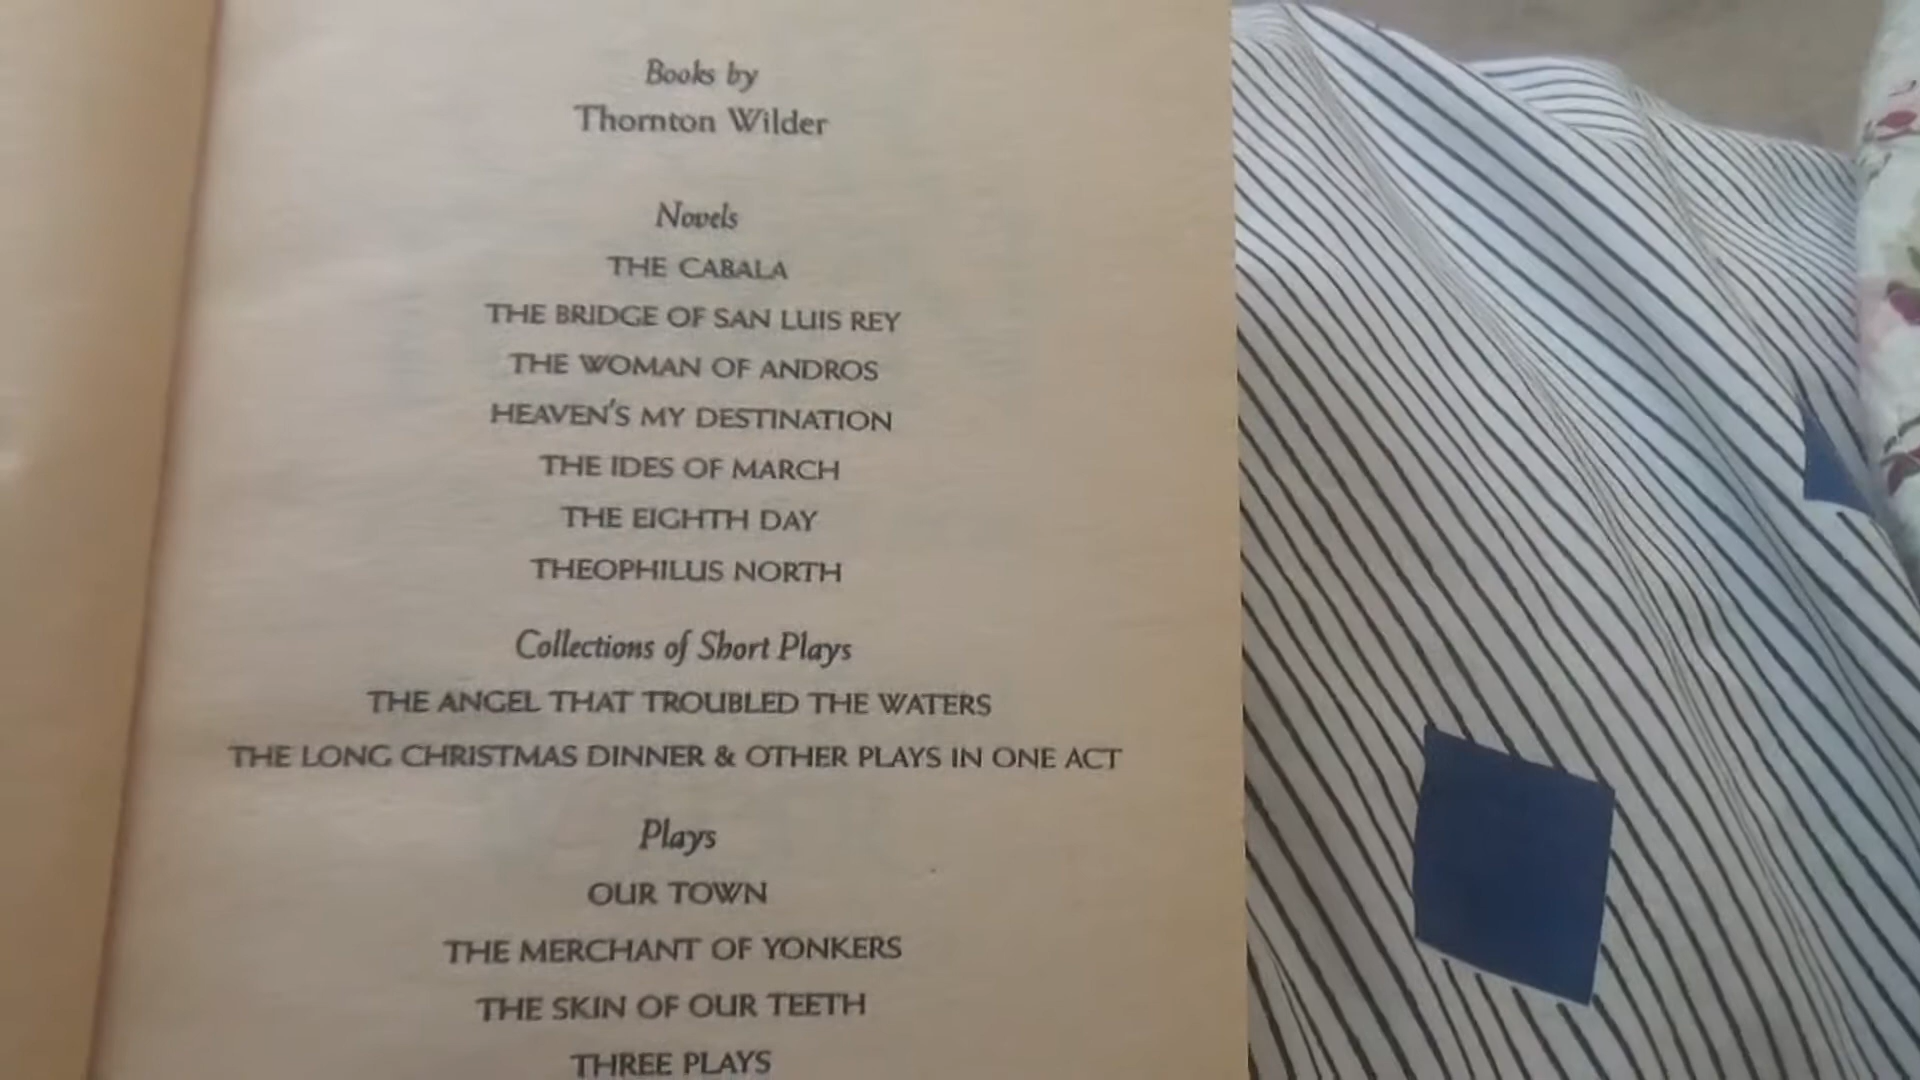 Books by
Thornton Wilder
Novels
THE CABALA
THE BRIDGE OF SAN LUIS REY
THE WOMAN OF ANDROS
HEAVEN'S MY DESTINATION
THE IDES OF MARCH
THE EIGHTH DAY
THEOPHILUS NORTH
Collections of Short Plays
THE ANGEL THAT TROUBLED THE WATERS
THE LONG CHRISTMAS DINNER & OTHER PLAYS IN ONE ACT
Plays
OUR TOWN
THE MERCHANT OF YONKERS
THE SKIN OF OUR TEETH
THREE PLAYS